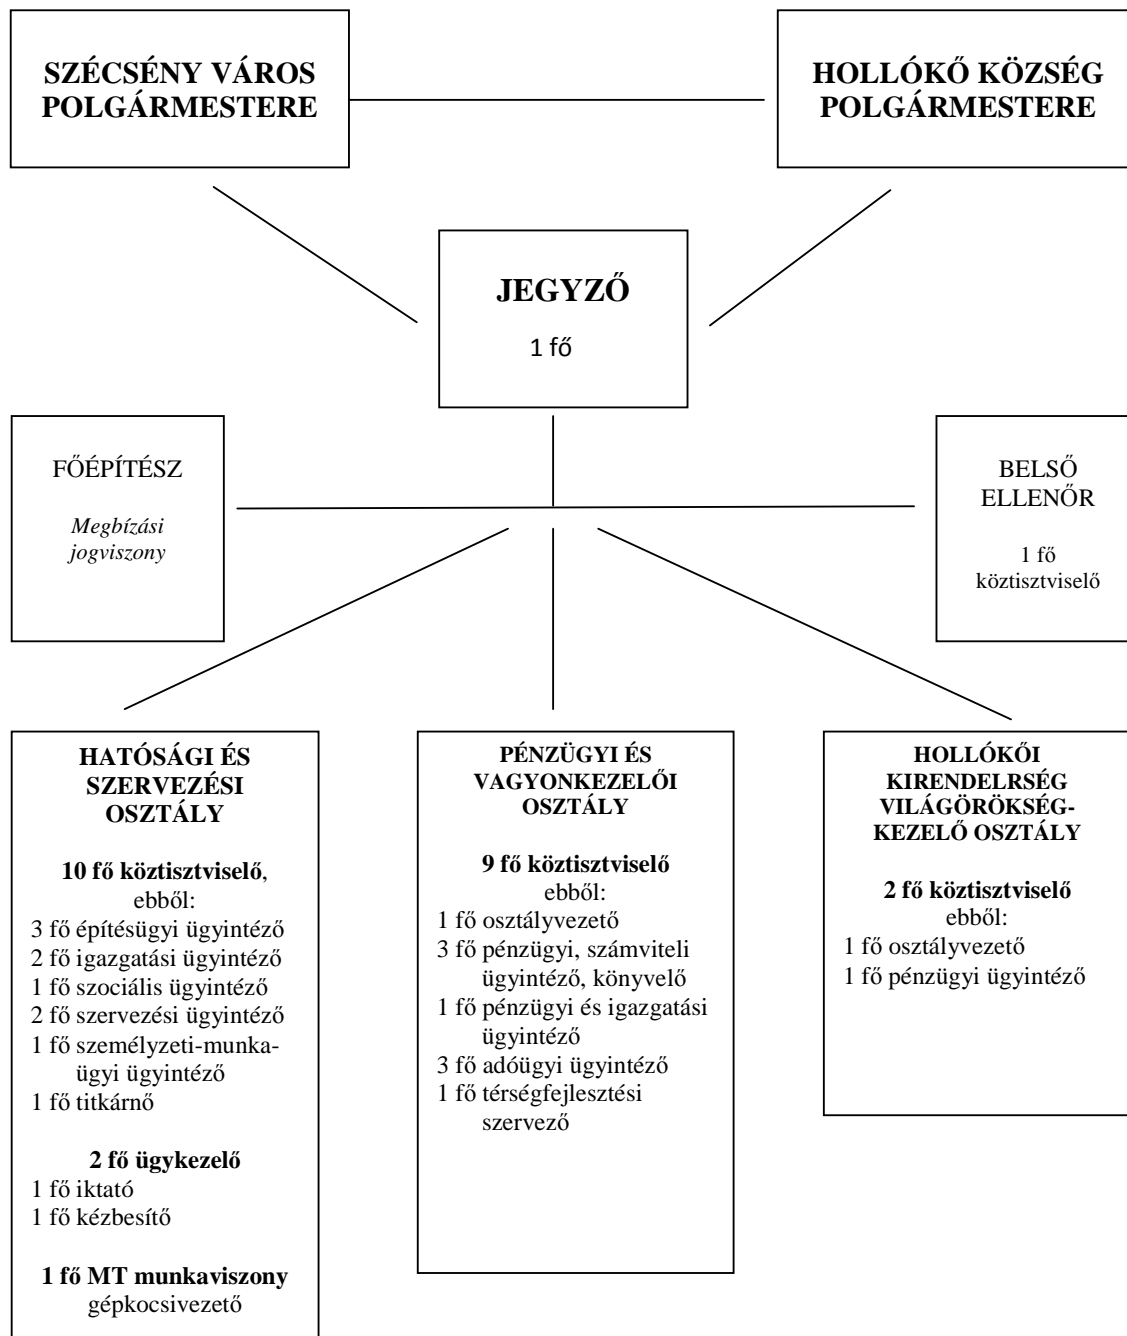 SZÉCSÉNY VÁROS
POLGÁRMESTERE
HOLLÓKŐ KÖZSÉG
POLGÁRMESTERE
JEGYZŐ
1 fő
FŐÉPÍTÉSZ
Megbízási
jogviszony
BELSŐ
ELLENŐR
1 fő
köztisztviselő
HATÓSÁGI ÉS
SZERVEZÉSI
OSZTÁLY
10 fő köztisztviselő,
ebből:
3 fő építésügyi ügyintéző
2 fő igazgatási ügyintéző
1 fő szociális ügyintéző
2 fő szervezési ügyintéző
1 fő személyzeti-munka-
ügyi ügyintéző
1 fő titkárnő
2 fő ügykezelő
1 fő iktató
1 fő kézbesítő
1 fő MT munkaviszony
gépkocsivezető
PÉNZÜGYI ÉS
VAGYONKEZELŐI
OSZTÁLY
9 fő köztisztviselő
ebből:
1 fő osztályvezető
3 fő pénzügyi, számviteli
ügyintéző, könyvelő
1 fő pénzügyi és igazgatási
ügyintéző
3 fő adóügyi ügyintéző
1 fő térségfejlesztési
szervező
HOLLÓKŐI
KIRENDELRSÉG
VILÁGÖRÖKSÉG-
KEZELŐ OSZTÁLY
2 fő köztisztviselő
ebből:
1 fő osztályvezető
1 fő pénzügyi ügyintéző